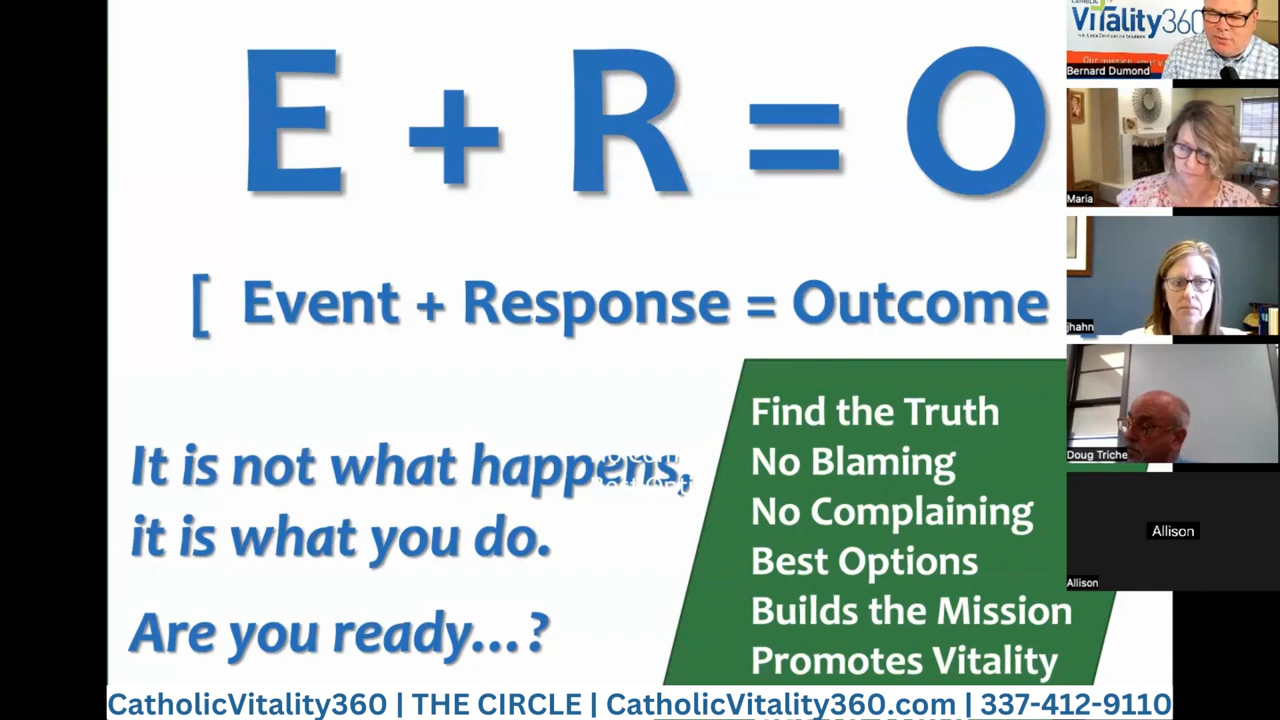 E + R = O
[ Event + Response = Outcome
It is not what happens,
it is what you do.
Are you ready...?
Find the Truth
No Blaming
No Complaining
Best Options
Builds the Mission
Promotes Vitality
CatholicVitality360 | THE CIRCLE | CatholicVitality360.com | 337-412-9110
CATHOLIC
Vitality360
Bernard Dumond
Maria
jhahn
Doug Triche
Allison
Allison